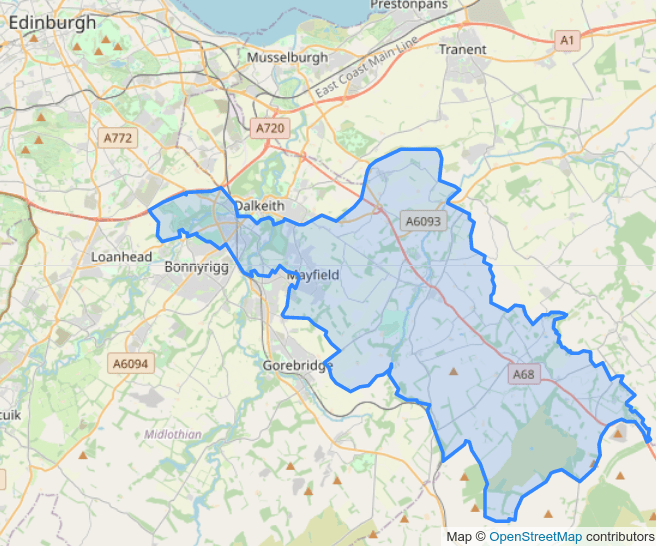 Prestonpans
Edinburgh
A1
Tranent
Musselburgh
East Coast Main Line
A720
A772
Dalkeith
A6093
Loanhead
Bonnyrigg
Mayfield
A6094
Gorebridge
A68
cuik
Midlothian
Map © OpenStreetMap contributors